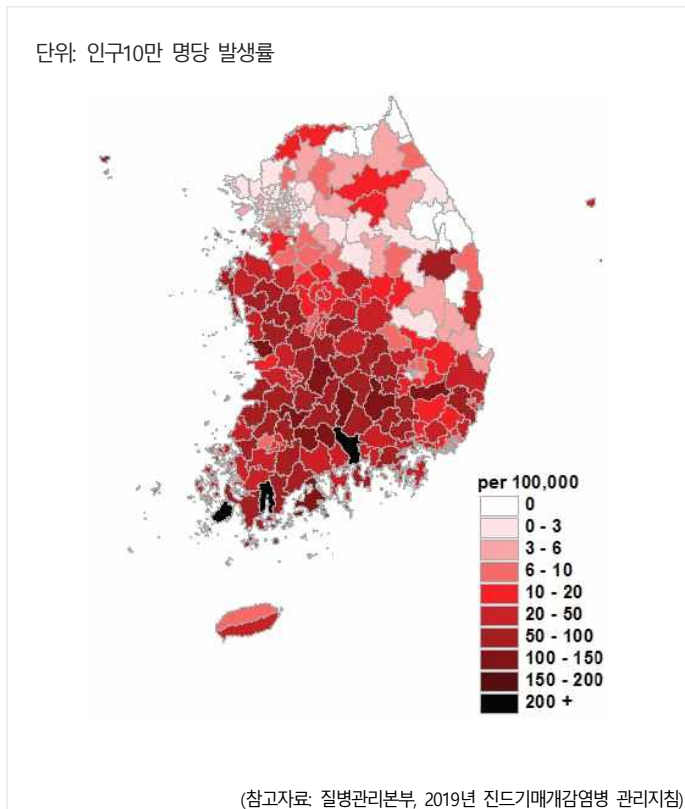 단위: 인구10만 명당 발생률
per 100,000
0
0 - 3
3 - 6
6 - 10
10 - 20
20 - 50
50 - 100
100 - 150
150 - 200
200 +
(참고자료: 질병관리본부, 2019년 진드기매개감염병 관리지침)